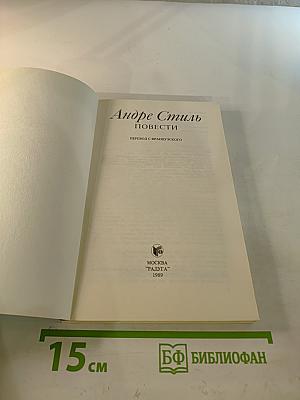 Андре Стиль
ПОВЕСТИ
ПЕРЕВОД С ФРАНЦУЗСКОГО
МОСКВА
"РАДУГА"
1989
15 см
БФ БИБЛИОФАН